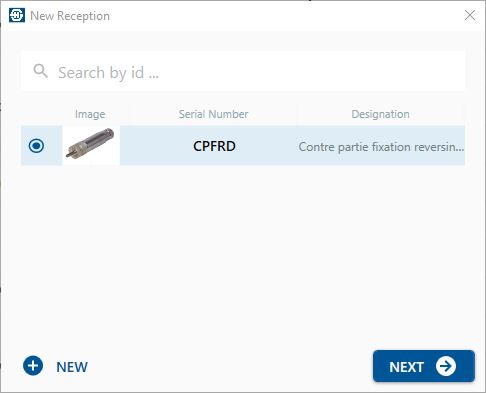 New Reception
Search by id ...
Image Serial Number Designation
CPFRD Contre partie fixation reversin...
NEW NEXT